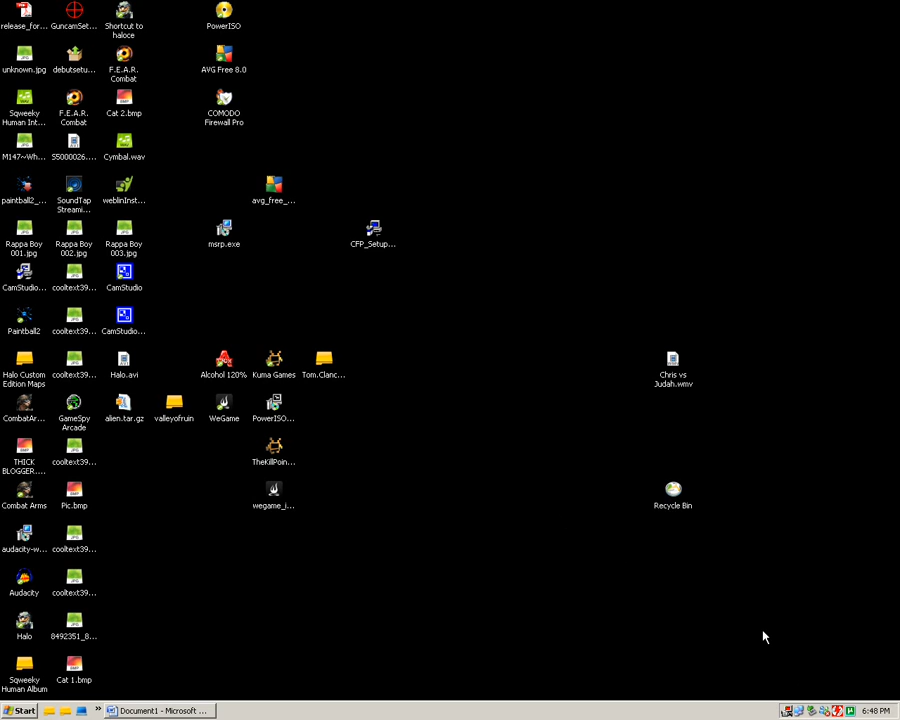 release_for...
GuncamSet...
Shortcut to
haloce
PowerISO
unknown.jpg
debutsetu...
F.E.A.R.
Combat
AVG Free 8.0
Sqweeky
Human Int...
F.E.A.R.
Combat
Cat 2.bmp
COMODO
Firewall Pro
M147~Wh...
S5000026....
Cymbal.wav
paintball2_...
SoundTap
Streami...
weblinInst...
avg_free_...
Rappa Boy
001.jpg
Rappa Boy
002.jpg
Rappa Boy
003.jpg
msrp.exe
CFP_Setup...
CamStudio...
cooltext39...
CamStudio
Paintball2
cooltext39...
CamStudio...
Halo Custom
Edition Maps
cooltext39...
Halo.avi
Alcohol 120%
Kuma Games
Tom.Clanc...
Chris vs
Judah.wmv
CombatAr...
GameSpy
Arcade
alien.tar.gz
valleyofruin
WeGame
PowerISO...
THICK
BLOGGER....
cooltext39...
TheKillPoin...
Combat Arms
Pic.bmp
wegame_i...
Recycle Bin
audacity-w...
cooltext39...
Audacity
cooltext39...
Halo
8492351_8...
Sqweeky
Human Album
Cat 1.bmp
Start
Document1 - Microsoft ...
6:48 PM